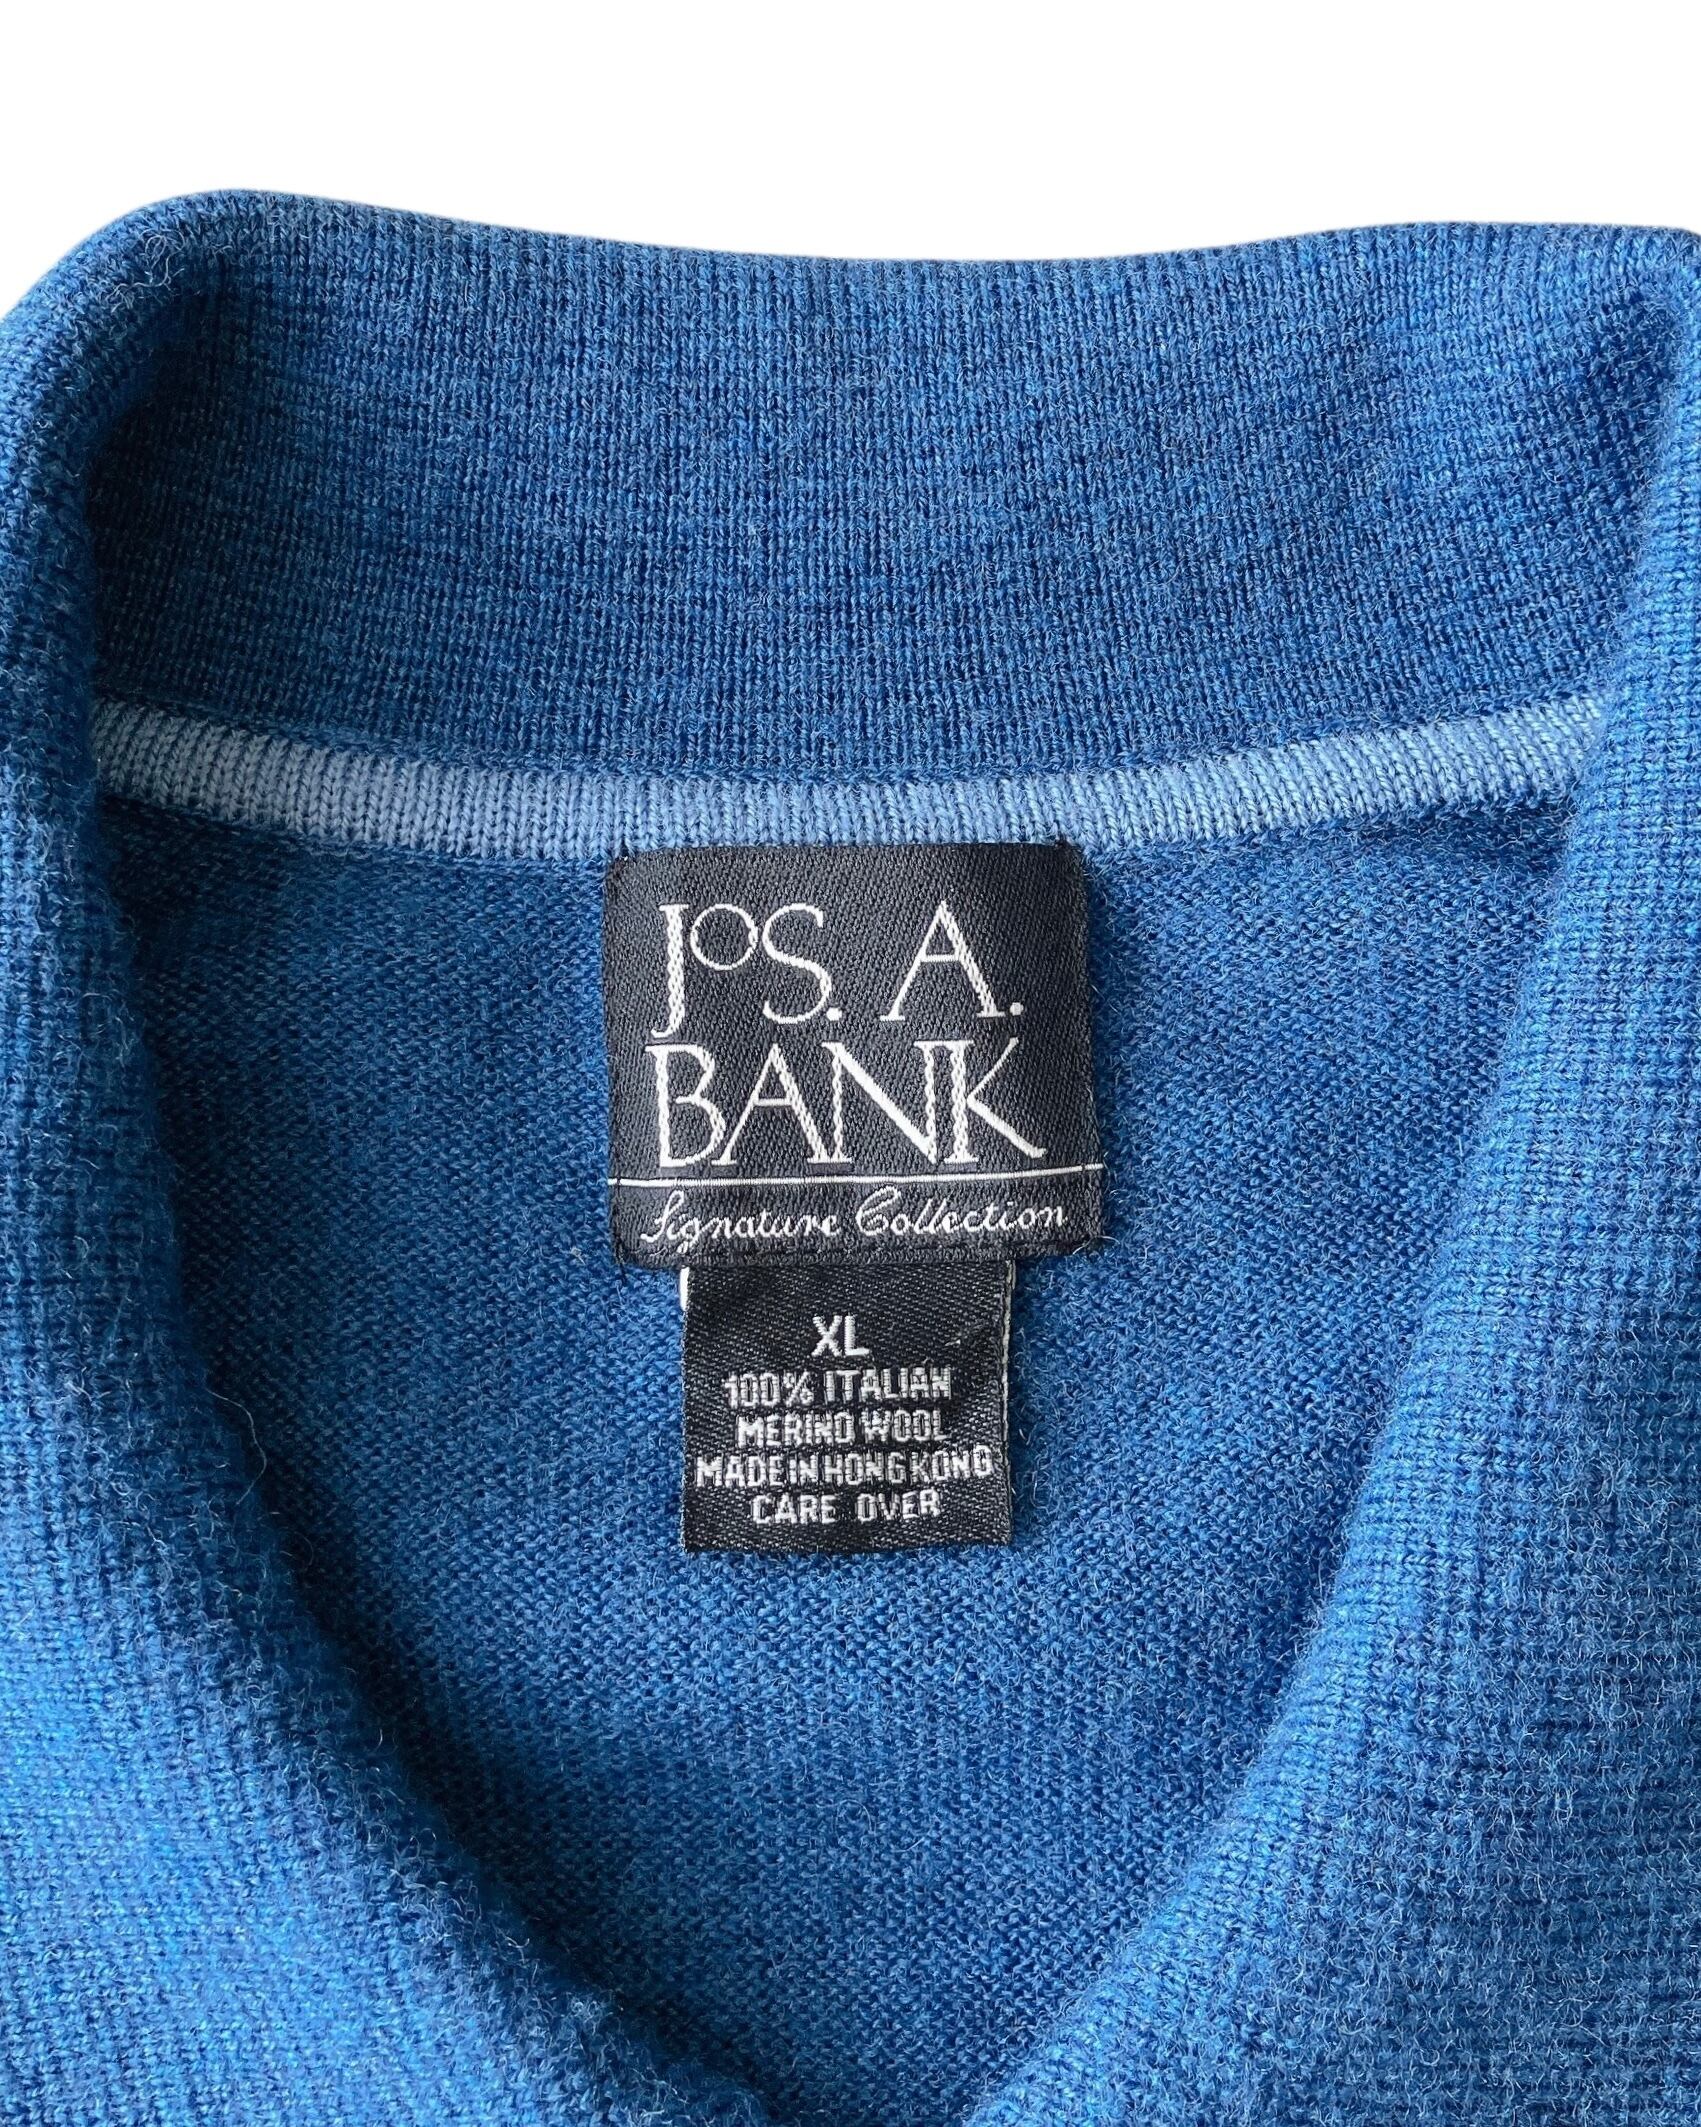 JoS. A.
BANK
Signature Collection
XL
100% ITALIAN
MERINO WOOL
MADE IN HONG KONG
CARE OVER